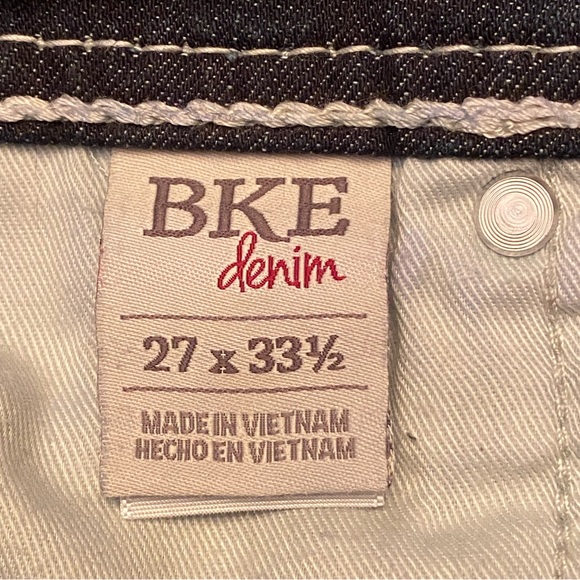 BKE
denim
27 x 33½
MADE IN VIETNAM
HECHO EN VIETNAM